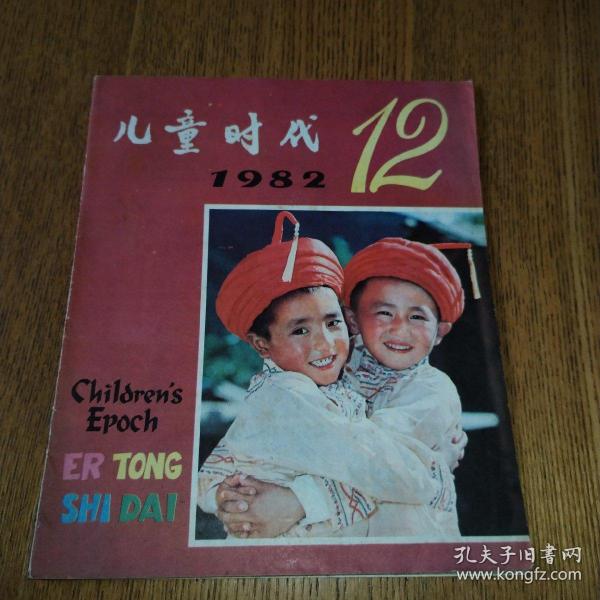 儿童时代 12
1982
Children's
Epoch
ER TONG
SHI DAI
孔夫子旧书网
www.kongfz.com